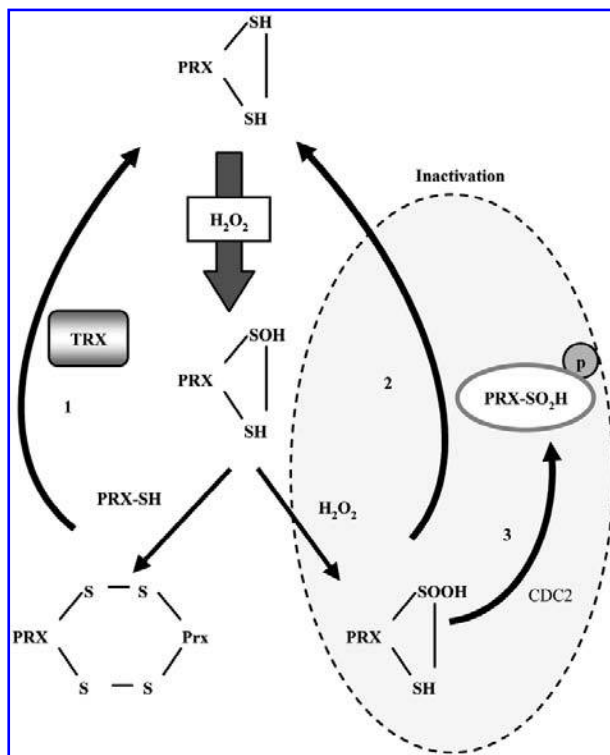 SH
PRX
SH
Inactivation
H₂O₂
TRX
SOH
PRX
SH
1
2
p
PRX-SO₂H
PRX-SH
H₂O₂
3
CDC2
S S
PRX Prx
S S
SOOH
PRX
SH